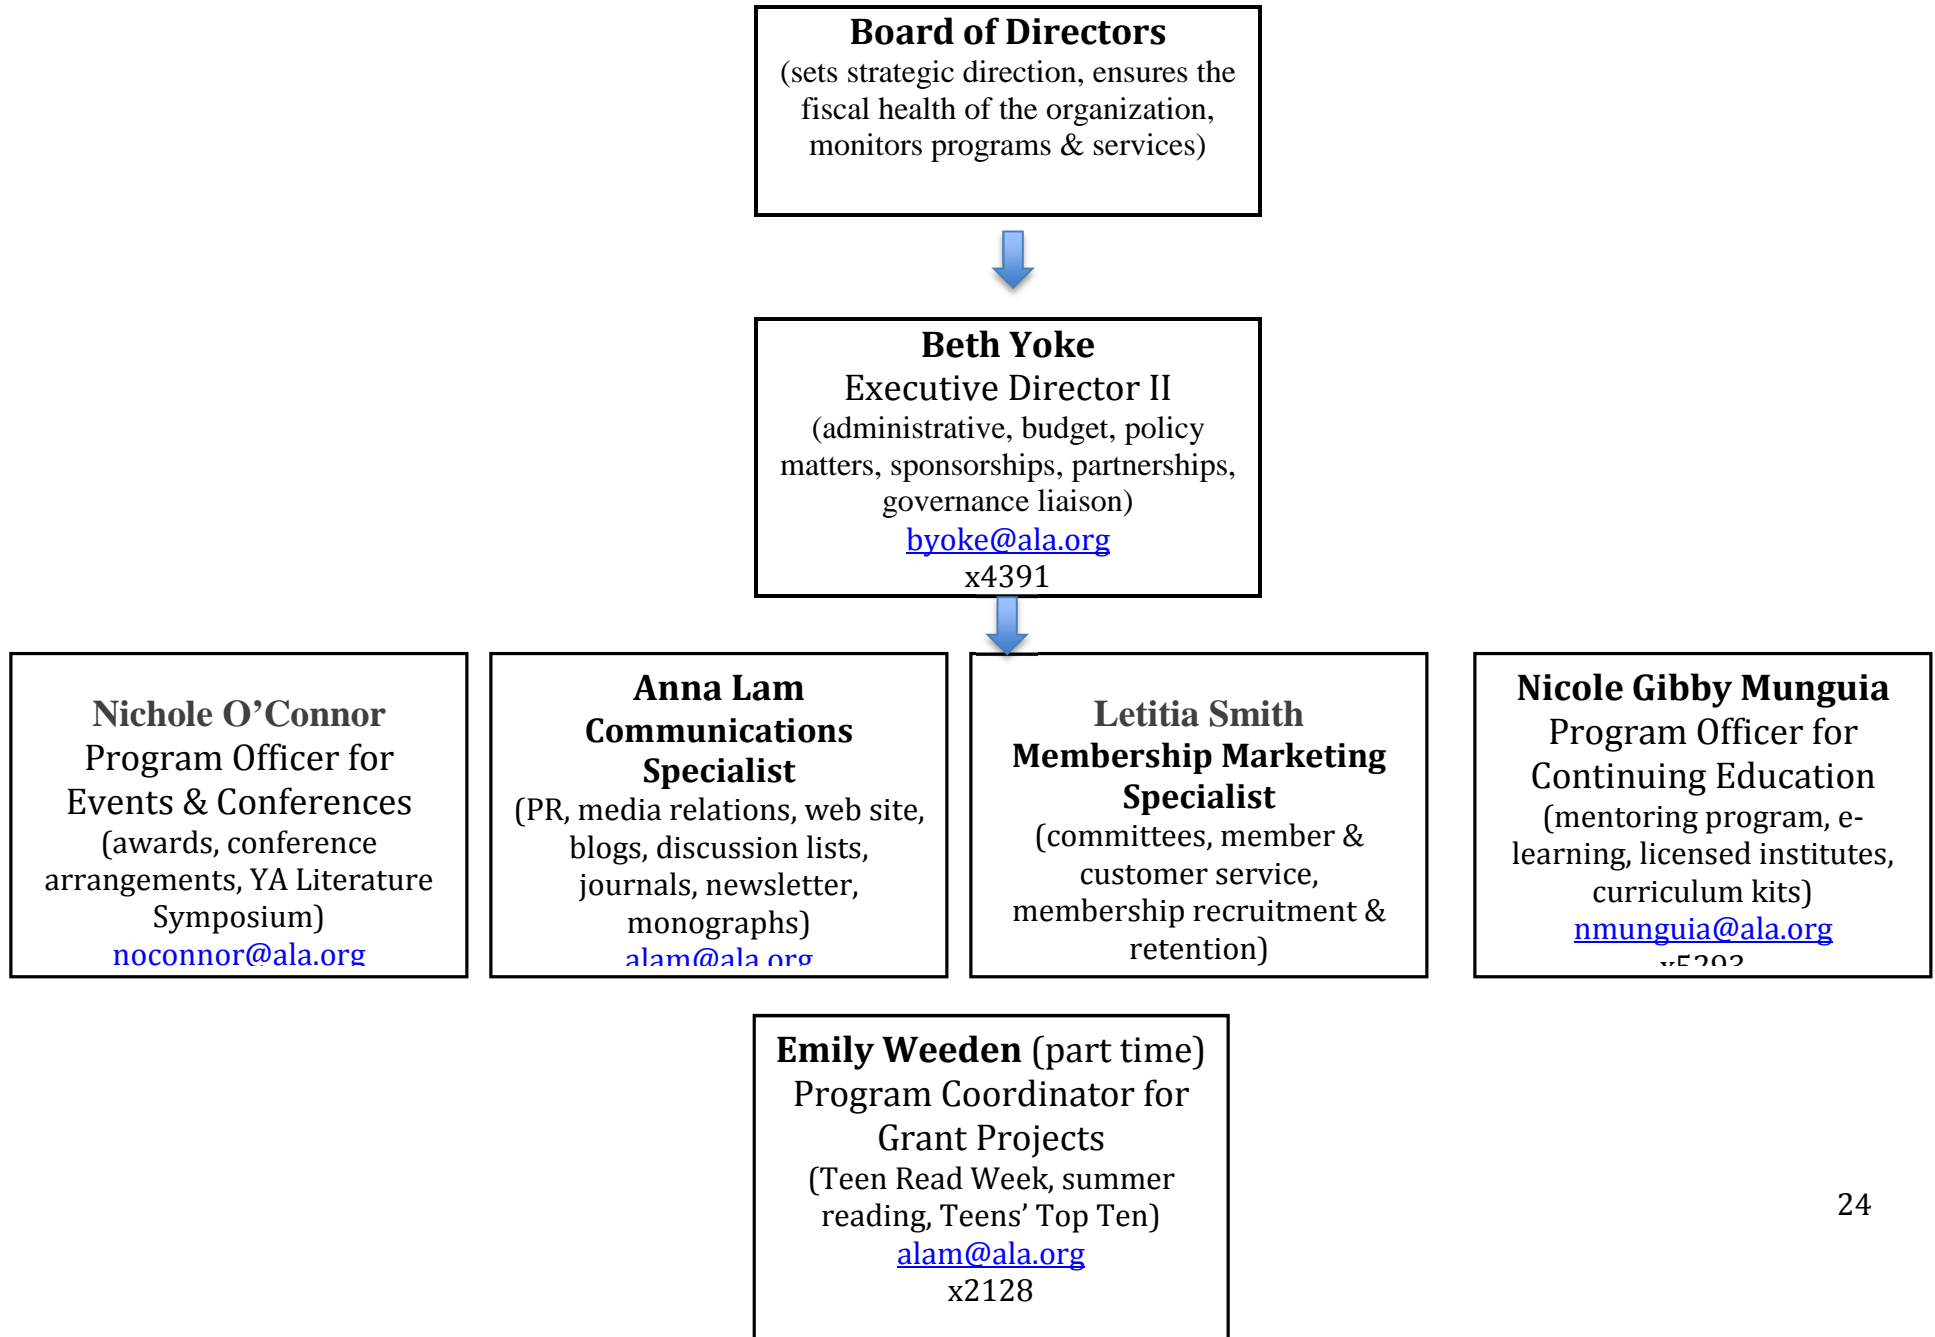 Board of Directors
(sets strategic direction, ensures the
fiscal health of the organization,
monitors programs & services)
Beth Yoke
Executive Director II
(administrative, budget, policy
matters, sponsorships, partnerships,
governance liaison)
byoke@ala.org
x4391
Nichole O’Connor
Program Officer for
Events & Conferences
(awards, conference
arrangements, YA Literature
Symposium)
noconnor@ala.org
Anna Lam
Communications
Specialist
(PR, media relations, web site,
blogs, discussion lists,
journals, newsletter,
monographs)
alam@ala.org
Letitia Smith
Membership Marketing
Specialist
(committees, member &
customer service,
membership recruitment &
retention)
Nicole Gibby Munguia
Program Officer for
Continuing Education
(mentoring program, e-
learning, licensed institutes,
curriculum kits)
nmunguia@ala.org
x5293
Emily Weeden (part time)
Program Coordinator for
Grant Projects
(Teen Read Week, summer
reading, Teens’ Top Ten)
alam@ala.org
x2128
24